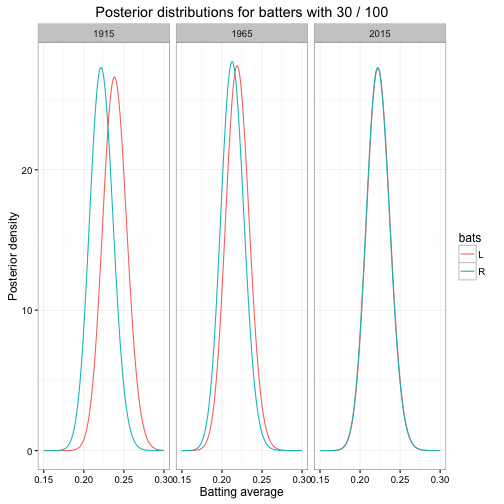 Posterior distributions for batters with 30 / 100
1915 1965 2015
Posterior density
20
10
0
0.15 0.20 0.25 0.30 0.15 0.20 0.25 0.30 0.15 0.20 0.25 0.30
Batting average
bats
L
R